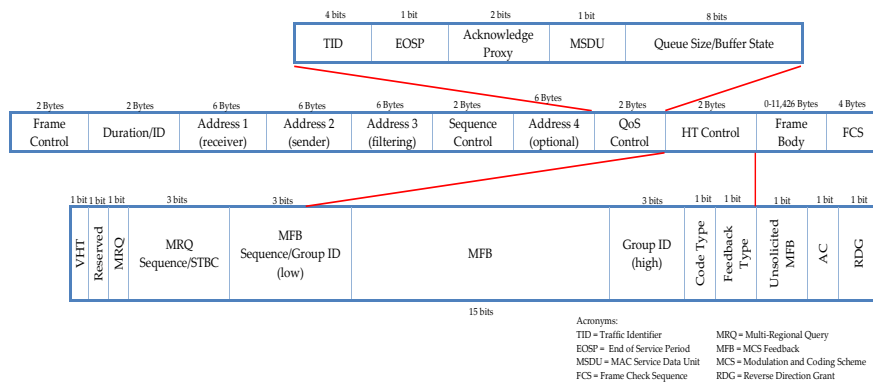 4 bits 1 bit 2 bits 1 bit 8 bits
TID EOSP Acknowledge Proxy MSDU Queue Size/Buffer State
2 Bytes 2 Bytes 6 Bytes 6 Bytes 6 Bytes 2 Bytes 6 Bytes 2 Bytes 2 Bytes 0-11,426 Bytes 4 Bytes
Frame Control Duration/ID Address 1 (receiver) Address 2 (sender) Address 3 (filtering) Sequence Control Address 4 (optional) QoS Control HT Control Frame Body FCS
1 bit 1 bit 1 bit 3 bits 3 bits 3 bits 1 bit 1 bit 1 bit 1 bit 1 bit
VHT Reserved MRQ MRQ Sequence/STBC MFB Sequence/Group ID (low) MFB Group ID (high) Code Type Feedback Type Unsolicited MFB AC RDG
15 bits
Acronyms:
TID = Traffic Identifier MRQ = Multi-Regional Query
EOSP = End of Service Period MFB = MCS Feedback
MSDU = MAC Service Data Unit MCS = Modulation and Coding Scheme
FCS = Frame Check Sequence RDG = Reverse Direction Grant